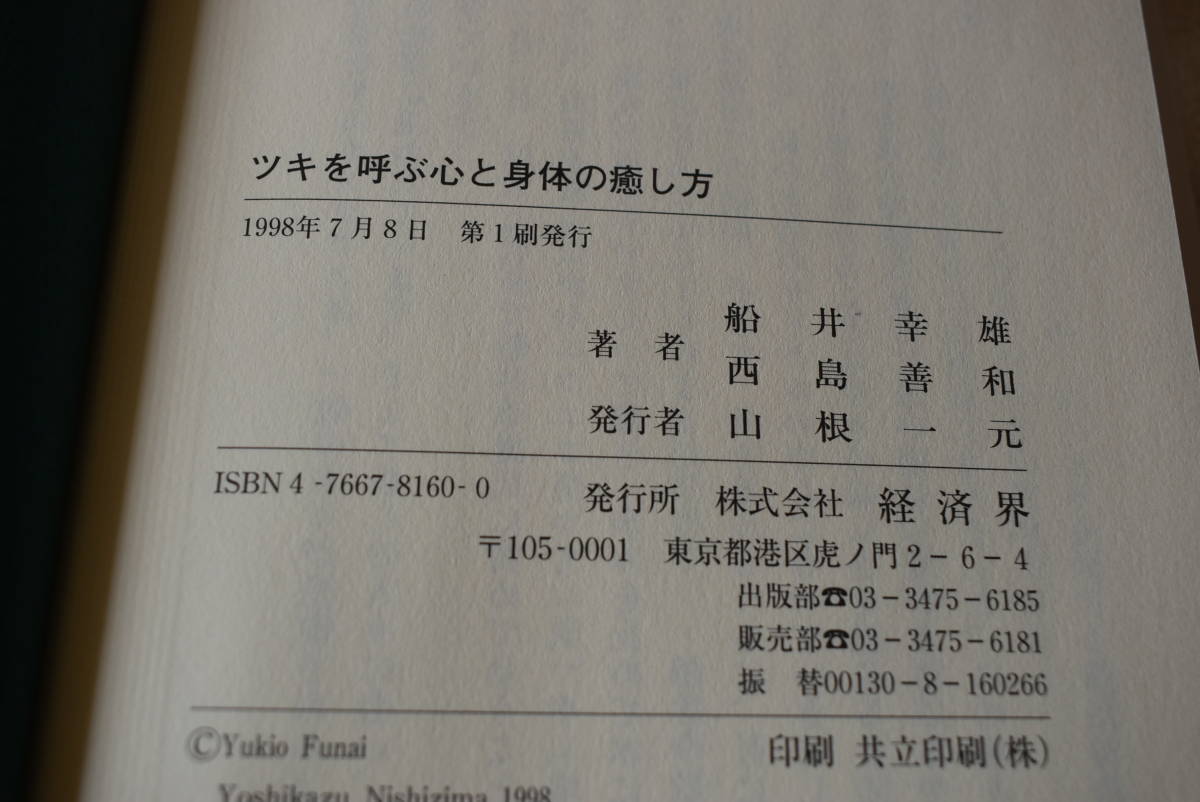 ツキを呼ぶ心と身体の癒し方
1998年7月8日　第1刷発行
著　者　船　井　幸　雄
西　島　善　和
発行者　山　根　一　元
ISBN4-7667-8160-0　発行所　株式会社　経済界
〒105-0001　東京都港区虎ノ門2-6-4
出版部☎03-3475-6185
販売部☎03-3475-6181
振　替00130-8-160266
©Yukio Funai　印刷　共立印刷(株)
Yoshikazu Nishizima 1998